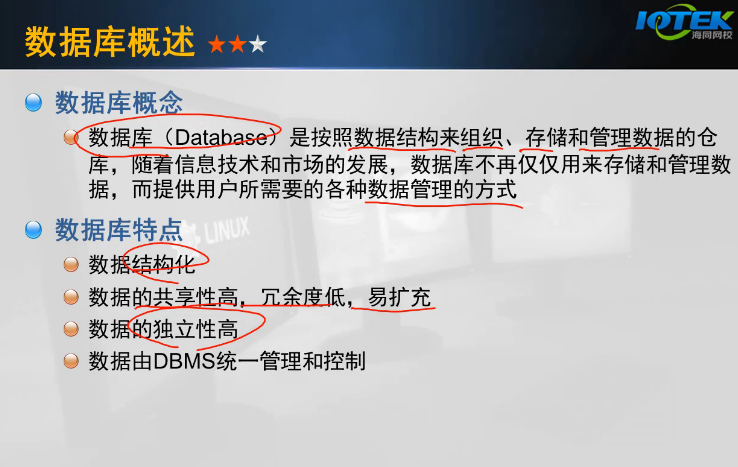 数据库概述
IOTEK
海同网校
数据库概念
数据库（Database）是按照数据结构来组织、存储和管理数据的仓
库，随着信息技术和市场的发展，数据库不再仅仅用来存储和管理数
据，而提供用户所需要的各种数据管理的方式
数据库特点
LINUX
数据结构化
数据的共享性高，冗余度低，易扩充
数据的独立性高
数据由DBMS统一管理和控制